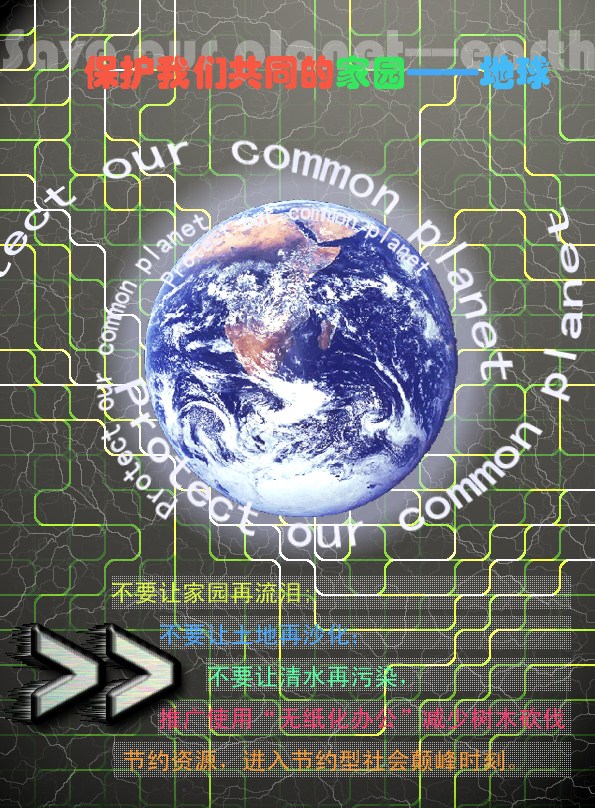 Save our planet—earth
保护我们共同的家园——地球
Protect our common planet
Protect our common planet
tect our common planet
Protect our common planet
不要让家园再流泪；
不要让土地再沙化；
不要让清水再污染，
推广使用“无纸化办公”减少树木砍伐
节约资源，进入节约型社会颠峰时刻。